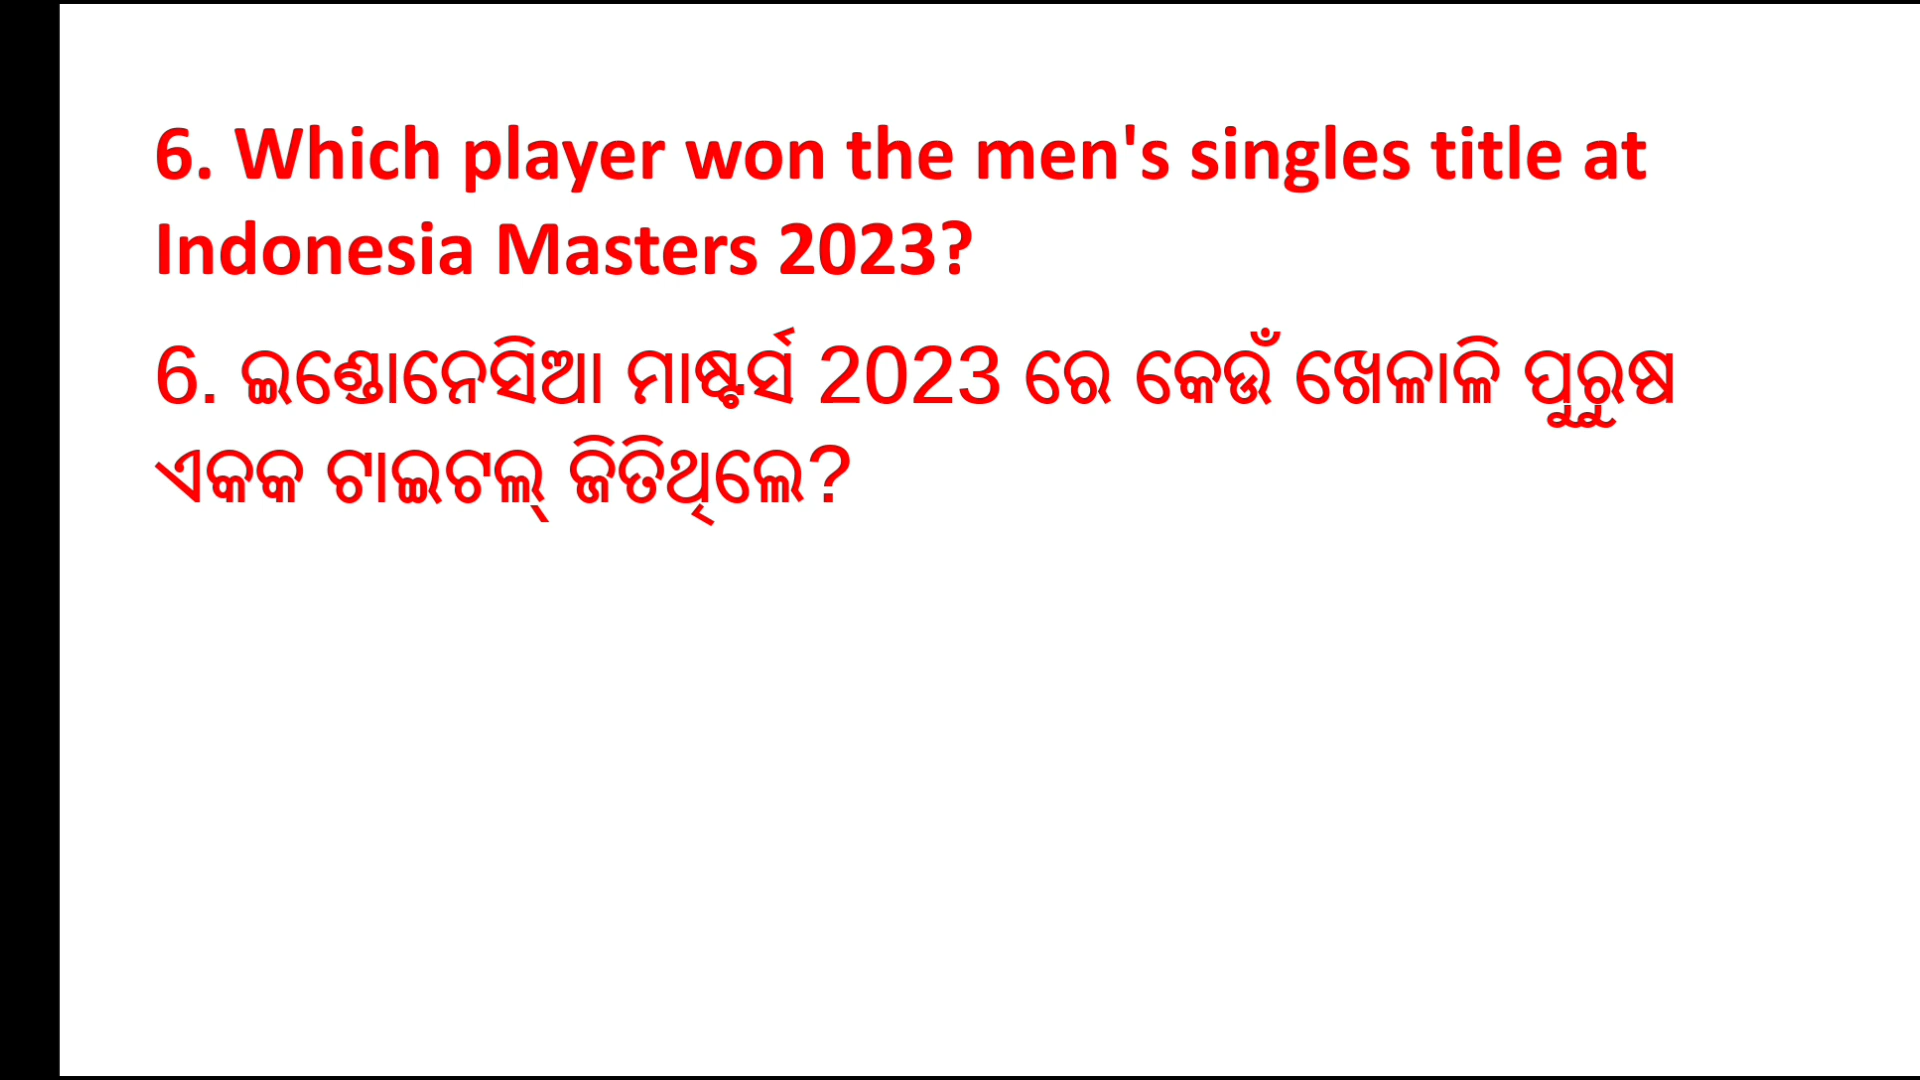 6. Which player won the men's singles title at
Indonesia Masters 2023?
6. ଇଣ୍ଡୋନେସିଆ ମାଷ୍ଟର୍ସ 2023 ରେ କେଉଁ ଖେଳାଳି ପୁରୁଷ
ଏକକ ଟାଇଟଲ୍ ଜିତିଥିଲେ?